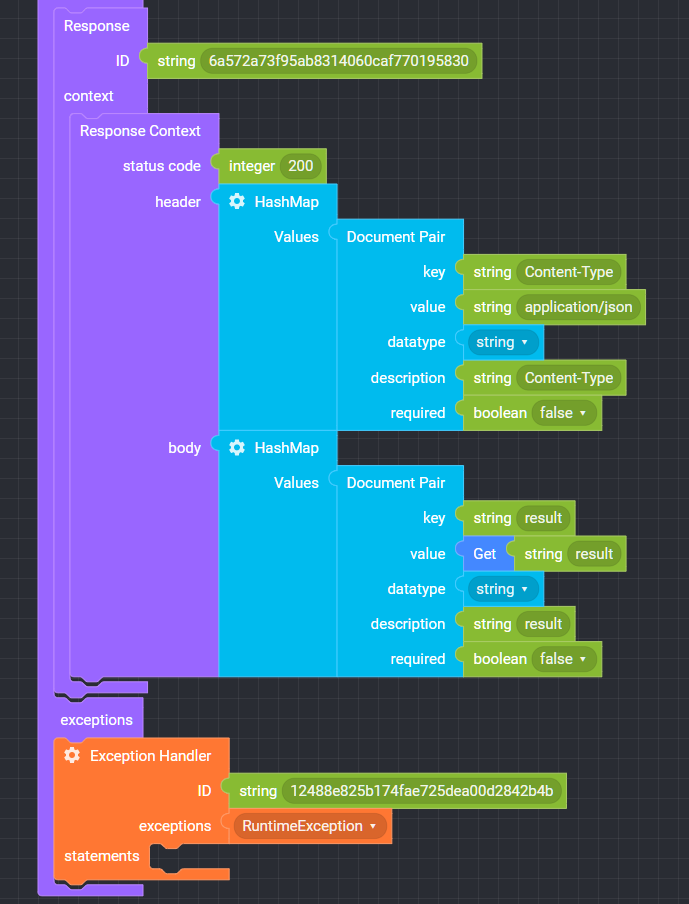 Response
ID string 6a572a73f95ab8314060caf770195830
context
Response Context
status code integer 200
header HashMap
Values Document Pair
key string Content-Type
value string application/json
datatype string
description string Content-Type
required boolean false
body HashMap
Values Document Pair
key string result
value Get string result
datatype string
description string result
required boolean false
exceptions
Exception Handler
ID string 12488e825b174fae725dea00d2842b4b
exceptions RuntimeException
statements